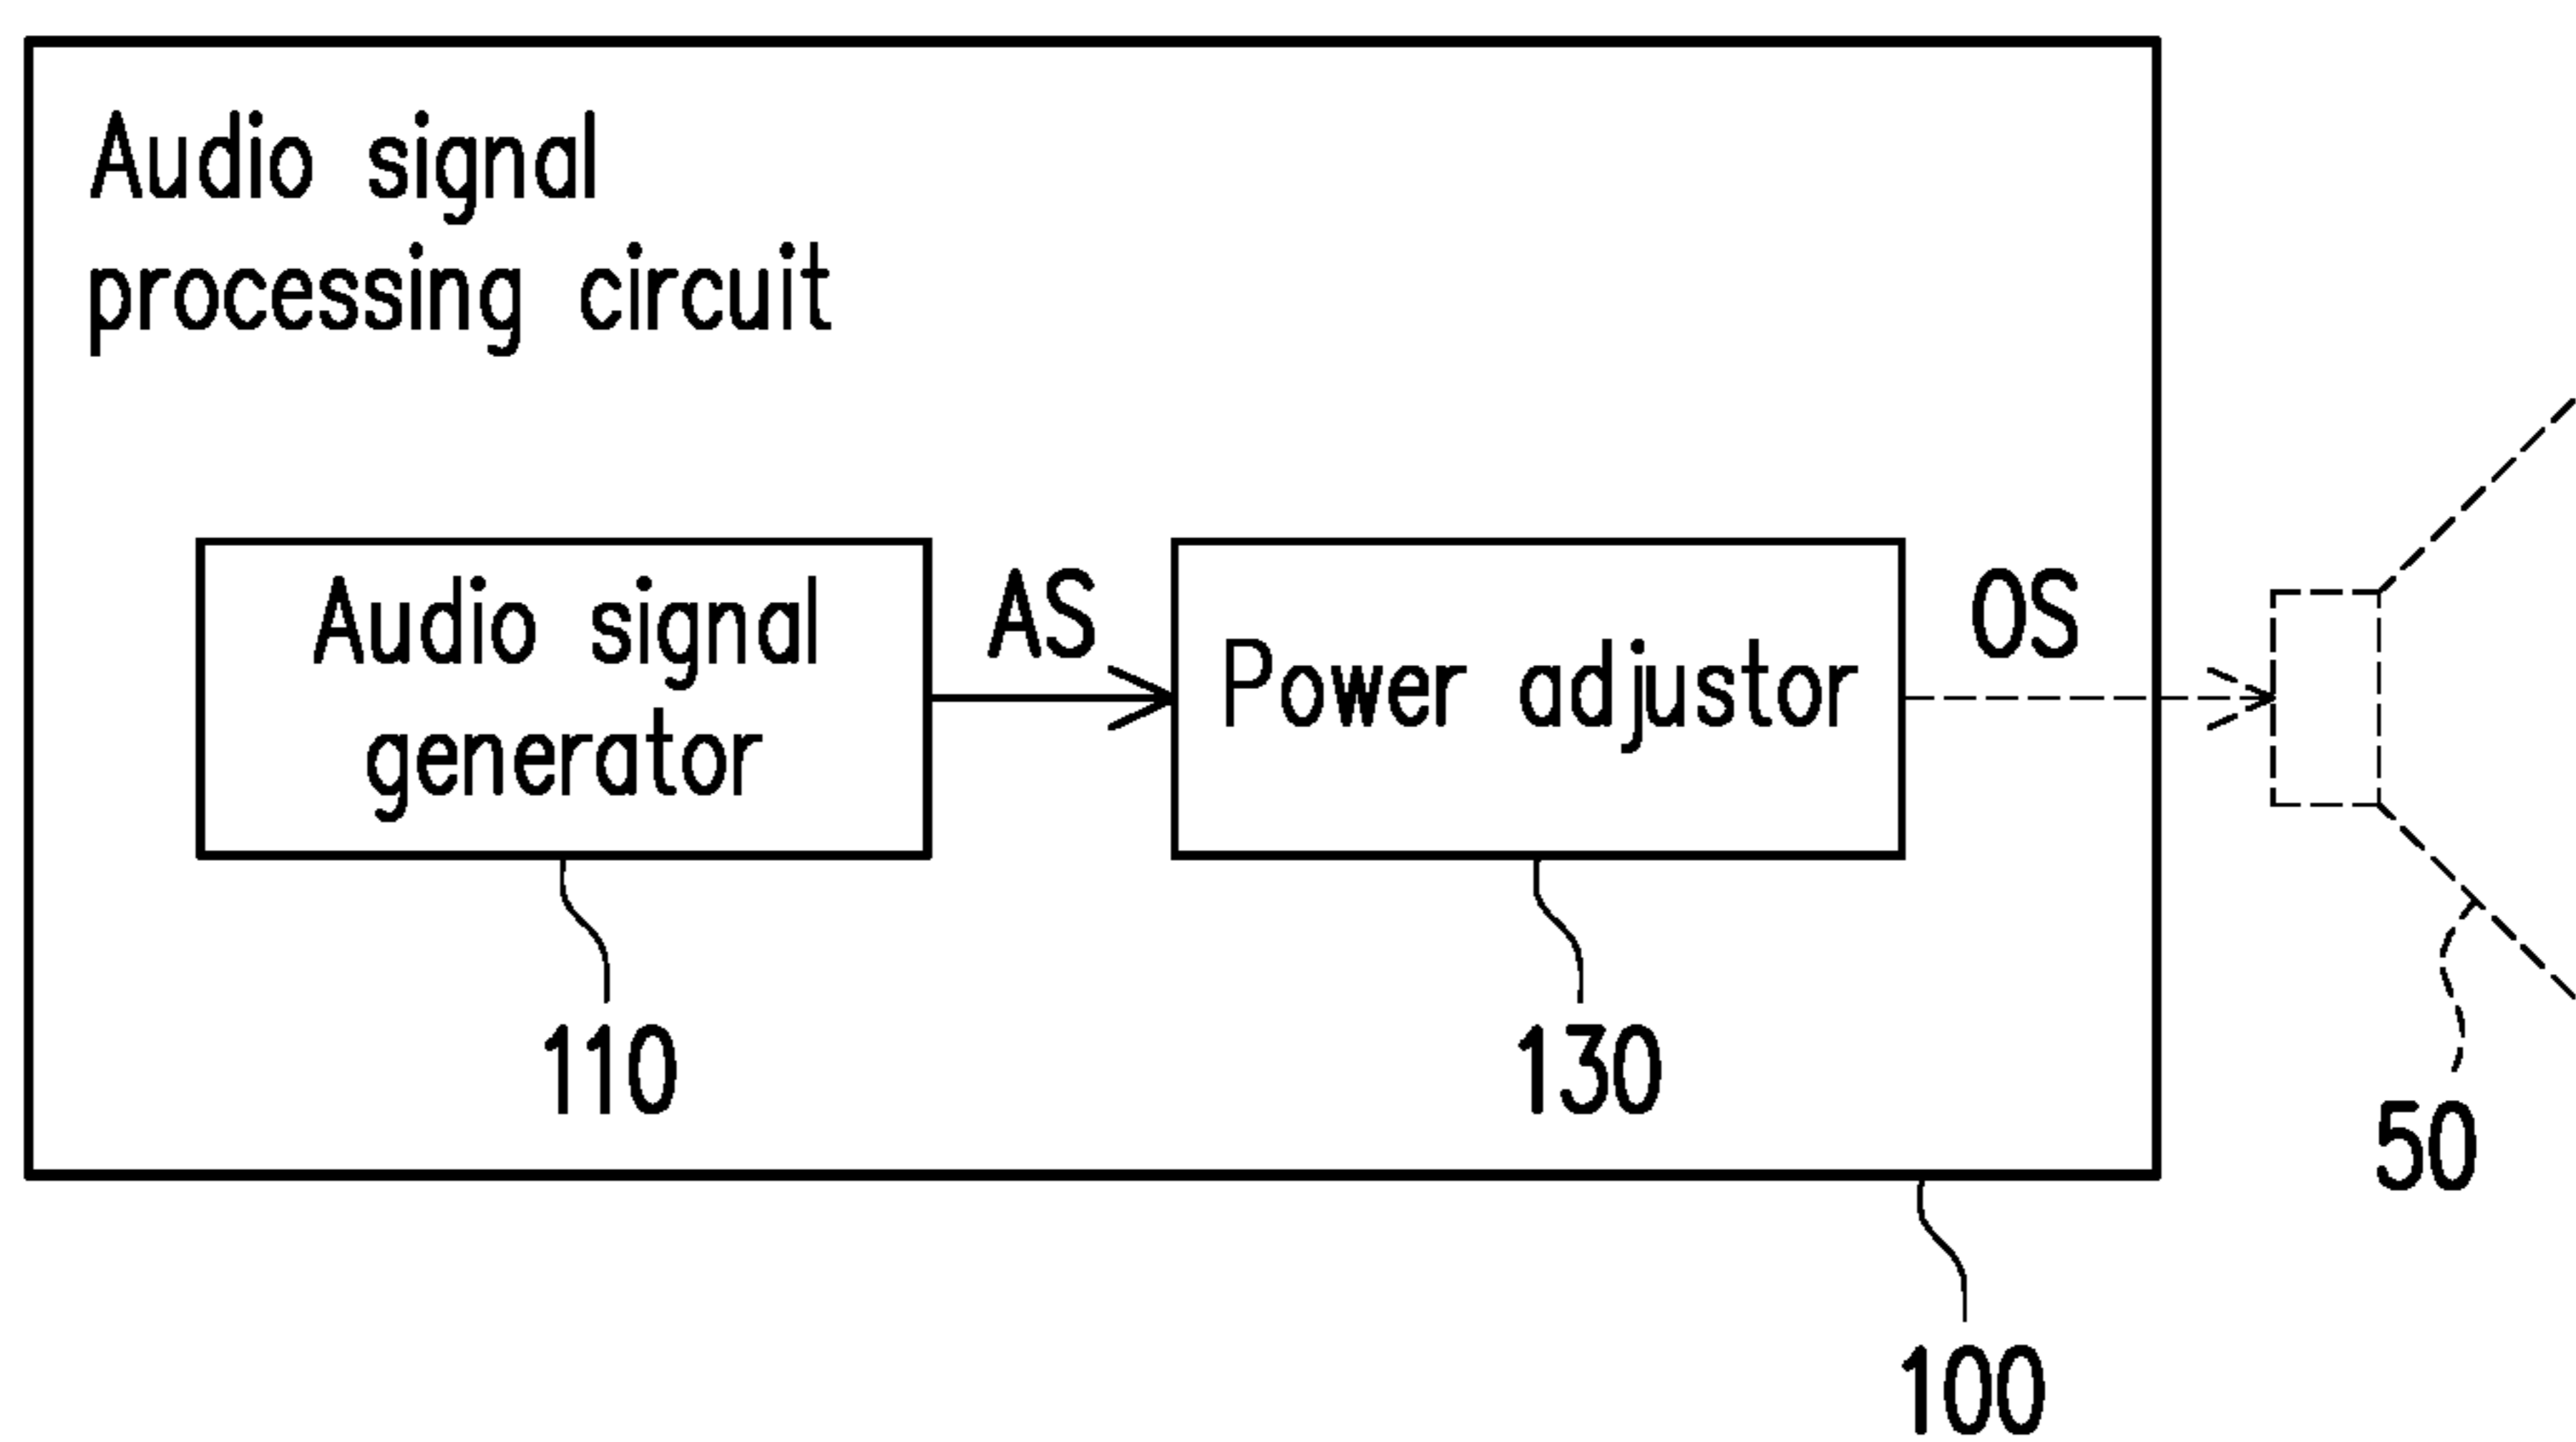 Audio signal
processing circuit
Audio signal
generator
AS
Power adjustor
OS
110
130
50
100